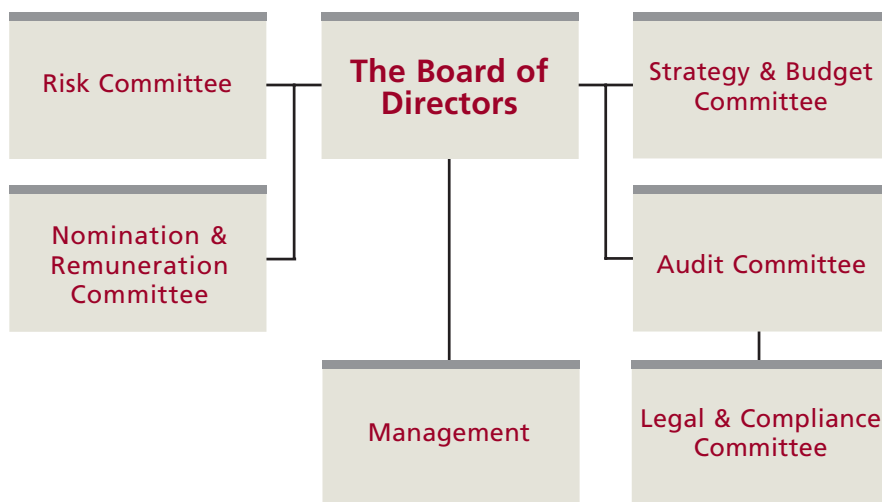 Risk Committee
The Board of
Directors
Strategy & Budget
Committee
Nomination &
Remuneration
Committee
Audit Committee
Management
Legal & Compliance
Committee